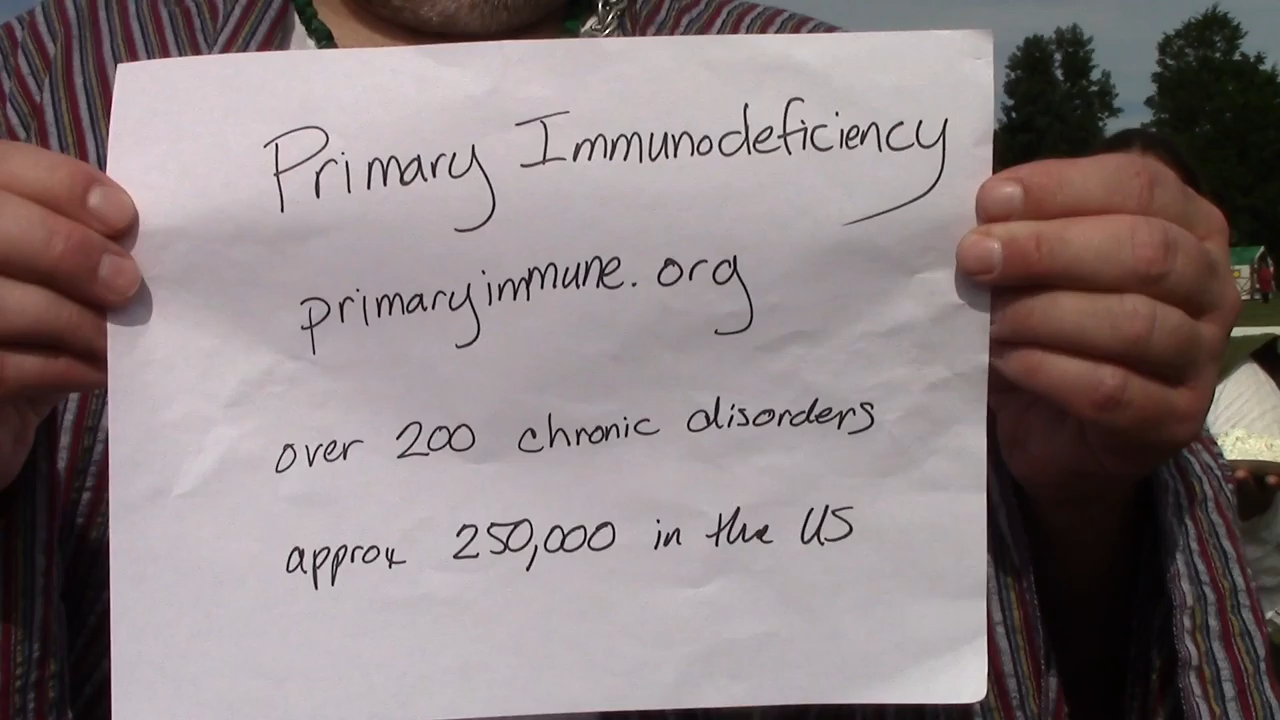 Primary Immunodeficiency
primaryimmune.org
over 200 chronic disorders
approx 250,000 in the US